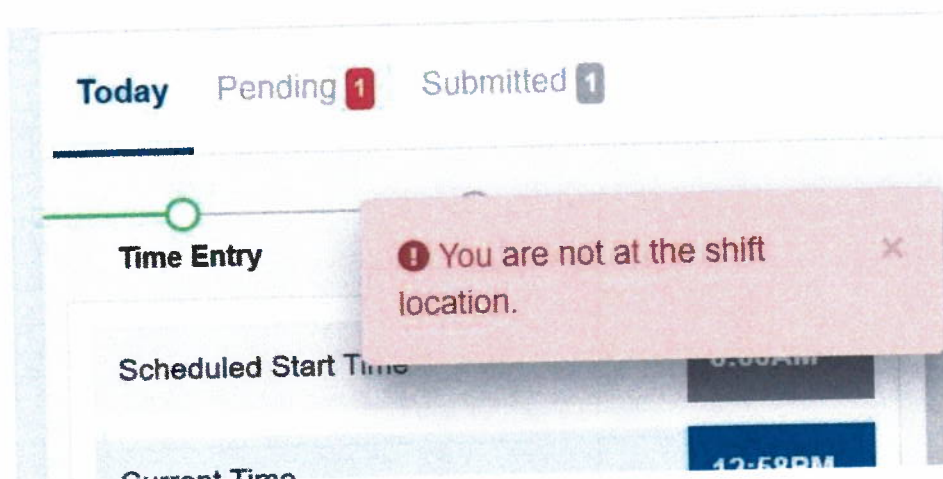 Today Pending 1 Submitted 1
Time Entry
You are not at the shift
location.
Scheduled Start Time
Current Time 12:58PM